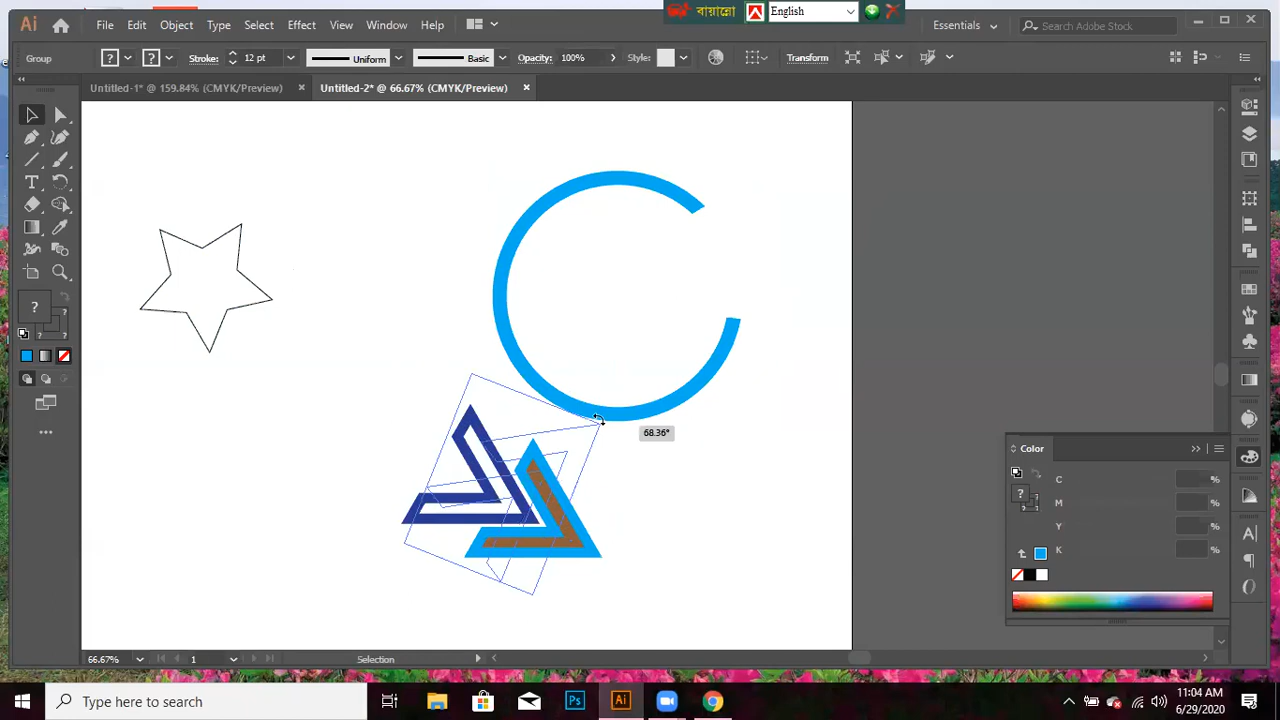 বায়ান্নো English
Ai File Edit Object Type Select Effect View Window Help Essentials Search Adobe Stock
Group ? ? Stroke: 12 pt Uniform Basic Opacity: 100% Style: Transform
Untitled-1* @ 159.84% (CMYK/Preview) × Untitled-2* @ 66.67% (CMYK/Preview) ×
T
?
?
?
?
68.36°
Color
C %
? M %
Y %
K %
66.67% 1 Selection
Type here to search Ps Ai 11:04 AM
6/29/2020